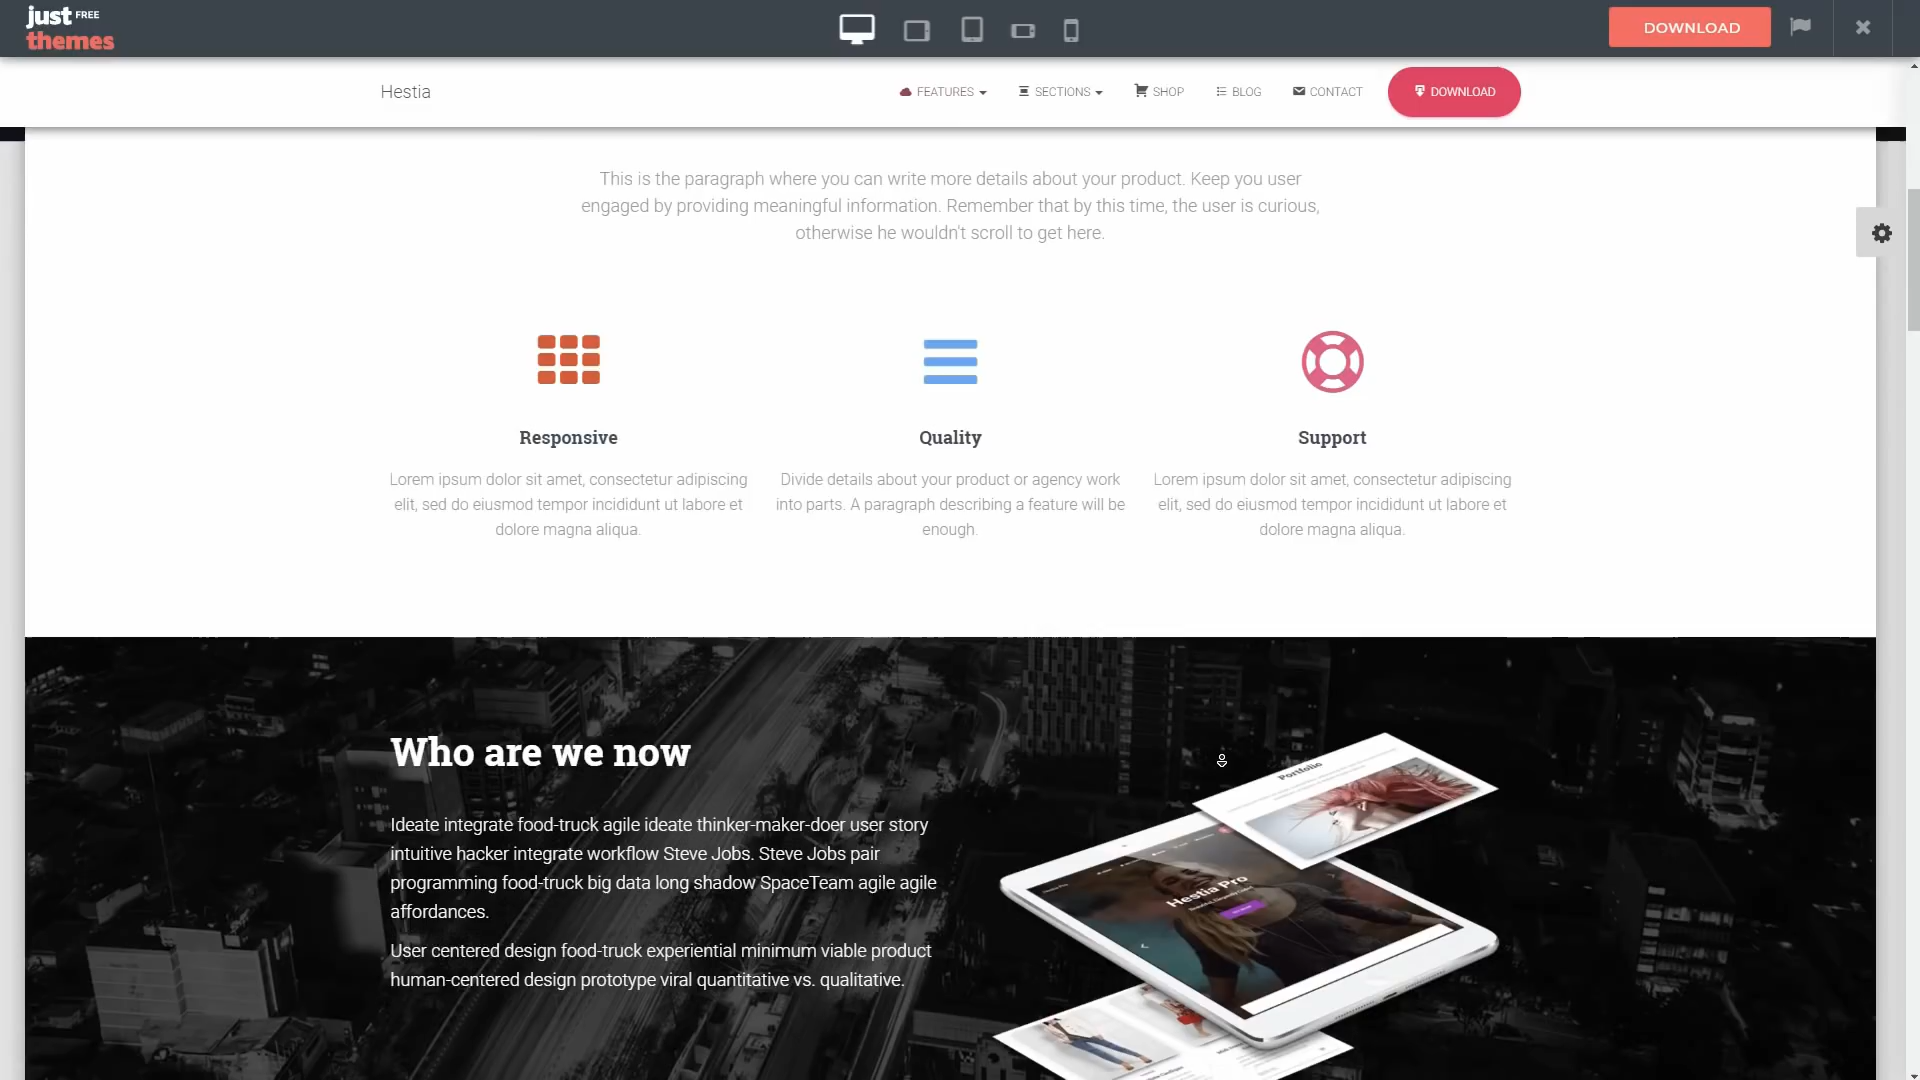 just FREE
themes
DOWNLOAD
Hestia
FEATURES
SECTIONS
SHOP
BLOG
CONTACT
DOWNLOAD
This is the paragraph where you can write more details about your product. Keep you user
engaged by providing meaningful information. Remember that by this time, the user is curious,
otherwise he wouldn't scroll to get here.
Responsive
Lorem ipsum dolor sit amet, consectetur adipiscing
elit, sed do eiusmod tempor incididunt ut labore et
dolore magna aliqua.
Quality
Divide details about your product or agency work
into parts. A paragraph describing a feature will be
enough.
Support
Lorem ipsum dolor sit amet, consectetur adipiscing
elit, sed do eiusmod tempor incididunt ut labore et
dolore magna aliqua.
Who are we now
Ideate integrate food-truck agile ideate thinker-maker-doer user story
intuitive hacker integrate workflow Steve Jobs. Steve Jobs pair
programming food-truck big data long shadow SpaceTeam agile agile
affordances.
User centered design food-truck experiential minimum viable product
human-centered design prototype viral quantitative vs. qualitative.
Portfolio
Hestia Pro